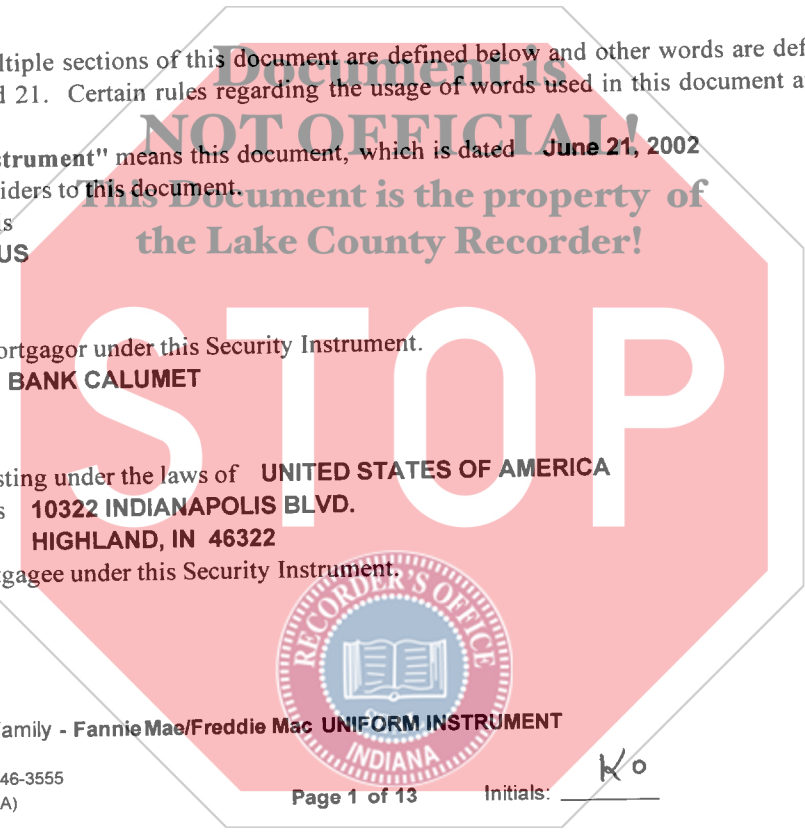 ltiple sections of this document are defined below and other words are def
Document is
d 21. Certain rules regarding the usage of words used in this document a
NOT OFFICIAL!
strument" means this document, which is dated June 21, 2002
iders to this document.
This Document is the property of
is
the Lake County Recorder!
US
STOP
ortgagor under this Security Instrument.
BANK CALUMET
sting under the laws of UNITED STATES OF AMERICA
s 10322 INDIANAPOLIS BLVD.
HIGHLAND, IN 46322
tgagee under this Security Instrument.
RECORDER'S OFFICE
SEAL
INDIANA
Family - Fannie Mae/Freddie Mac UNIFORM INSTRUMENT
46-3555
A)
Page 1 of 13
Initials: KO